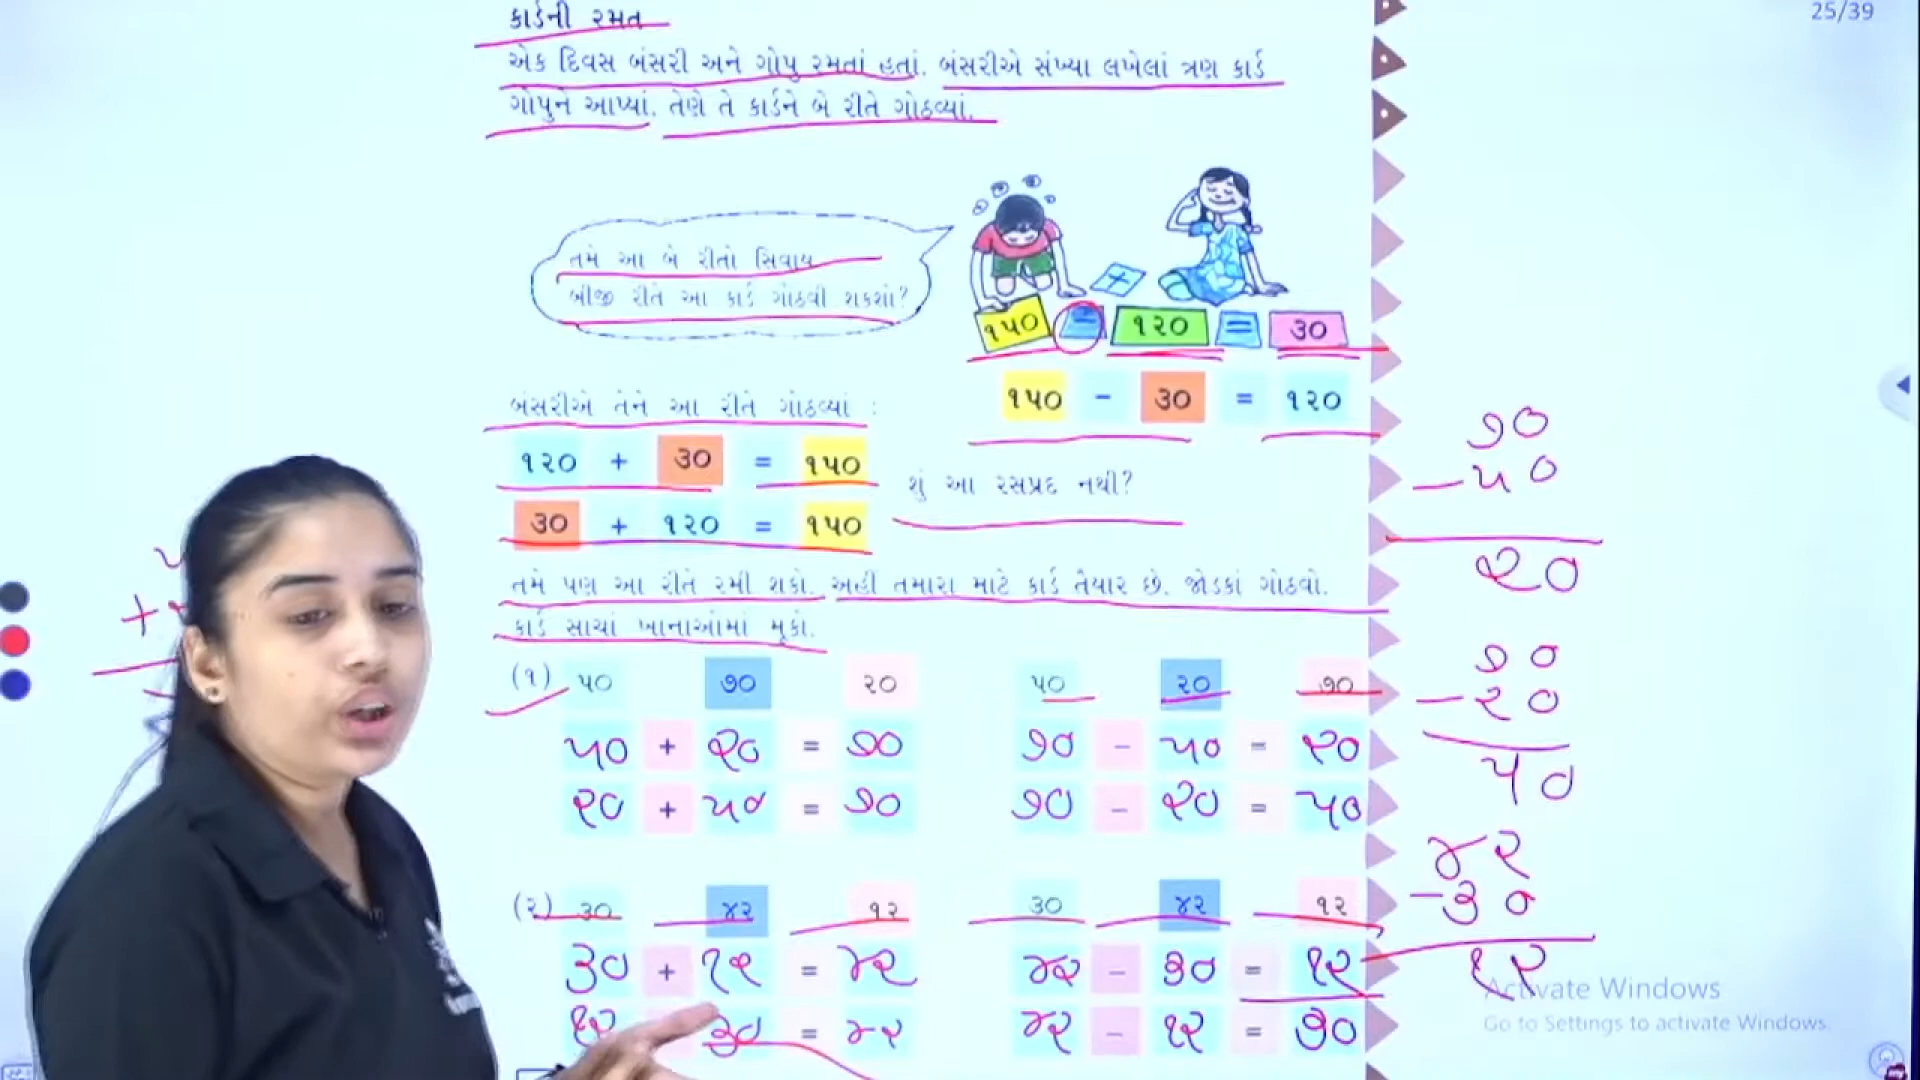 25/39
કાર્ડની રમત
એક દિવસ બંસરી અને ગોપુ રમતાં હતાં. બંસરીએ સંખ્યા લખેલાં ત્રણ કાર્ડ
ગોપુને આપ્યાં. તેણે તે કાર્ડને બે રીતે ગોઠવ્યાં.
તમે આ બે રીતો સિવાય
બીજી રીતે આ કાર્ડ ગોઠવી શકશો?
+
૧૫૦ = ૧૨૦ = ૩૦
૧૫૦ - ૩૦ = ૧૨૦
બંસરીએ તેને આ રીતે ગોઠવ્યાં :
૧૨૦ + ૩૦ = ૧૫૦
શું આ રસપ્રદ નથી?
૩૦ + ૧૨૦ = ૧૫૦
તમે પણ આ રીતે રમી શકો. અહીં તમારા માટે કાર્ડ તૈયાર છે. જોડકાં ગોઠવો.
કાર્ડ સાચાં ખાનાઓમાં મૂકો.
(૧) ૫૦ ૭૦ ૨૦ ૫૦ ૨૦ ૭૦
૫૦ + ૨૦ = ૭૦ ૭૦ - ૫૦ = ૨૦
૨૦ + ૫૦ = ૭૦ ૭૦ - ૨૦ = ૫૦
(૨) ૩૦ ૪૨ ૧૨ ૩૦ ૪૨ ૧૨
૩૦ + ૧૨ = ૪૨ ૪૨ - ૩૦ = ૧૨
૧૨ ૩૦ = ૪૨ ૪૨ - ૧૨ = ૩૦
૭૦
- ૫૦
૨૦
૭૦
- ૨૦
૫૦
૪૨
- ૩૦
૧૨
Activate Windows
Go to Settings to activate Windows.